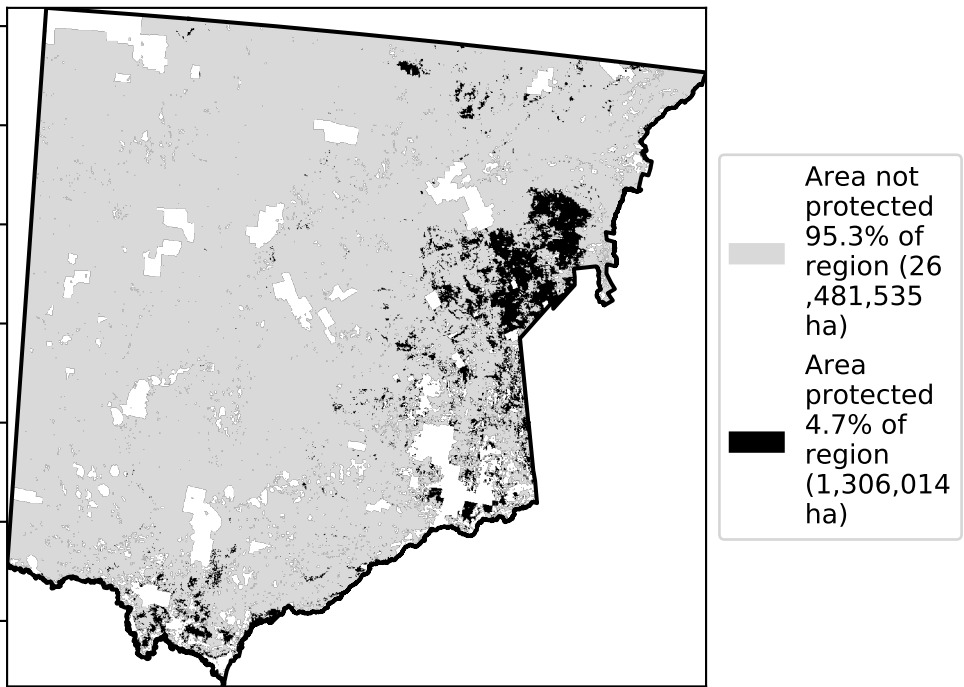 Area not
protected
95.3% of
region (26
,481,535
ha)
Area
protected
4.7% of
region
(1,306,014
ha)